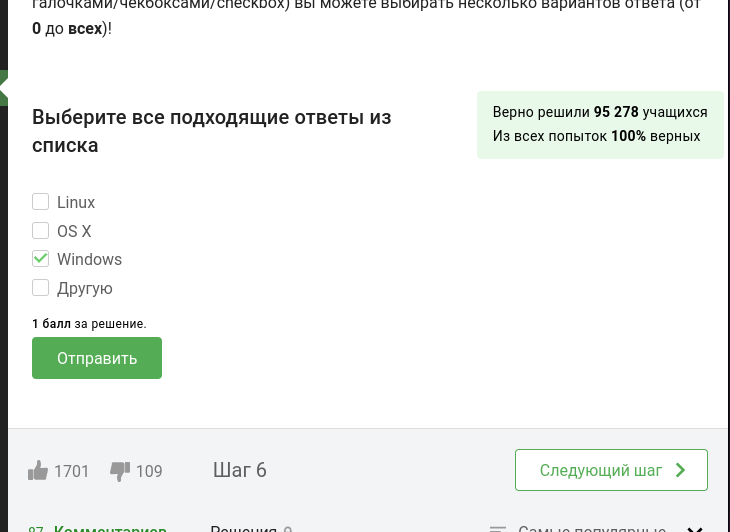 галочками/чекбоксами/checkbox) вы можете выбирать несколько вариантов ответа (от
0 до всех)!
Выберите все подходящие ответы из
списка
Верно решили 95 278 учащихся
Из всех попыток 100% верных
Linux
OS X
Windows
Другую
1 балл за решение.
Отправить
1701
109
Шаг 6
Следующий шаг
87 Комментариев
Решения 9
Самые популярные